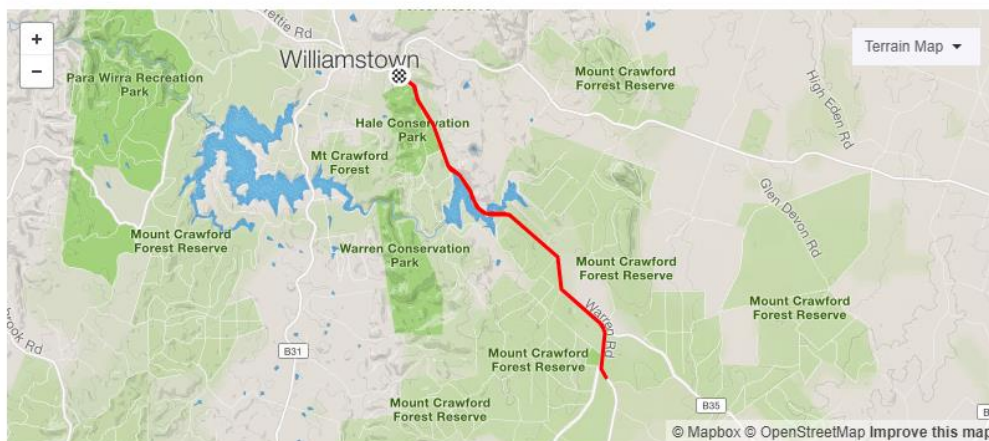 ettie Rd
+
−
Williamstown
Terrain Map
Para Wirra Recreation
Park
Mount Crawford
Forrest Reserve
High Eden Rd
Hale Conservation
Park
Mt Crawford
Forest
Glen Devon Rd
Mount Crawford
Forest Reserve
Warren Conservation
Park
Mount Crawford
Forest Reserve
Mount Crawford
Forest Reserve
Warren Rd
brook Rd
B31
Mount Crawford
Forest Reserve
Mount Crawford
Forest Reserve
B35
B
© Mapbox © OpenStreetMap Improve this map